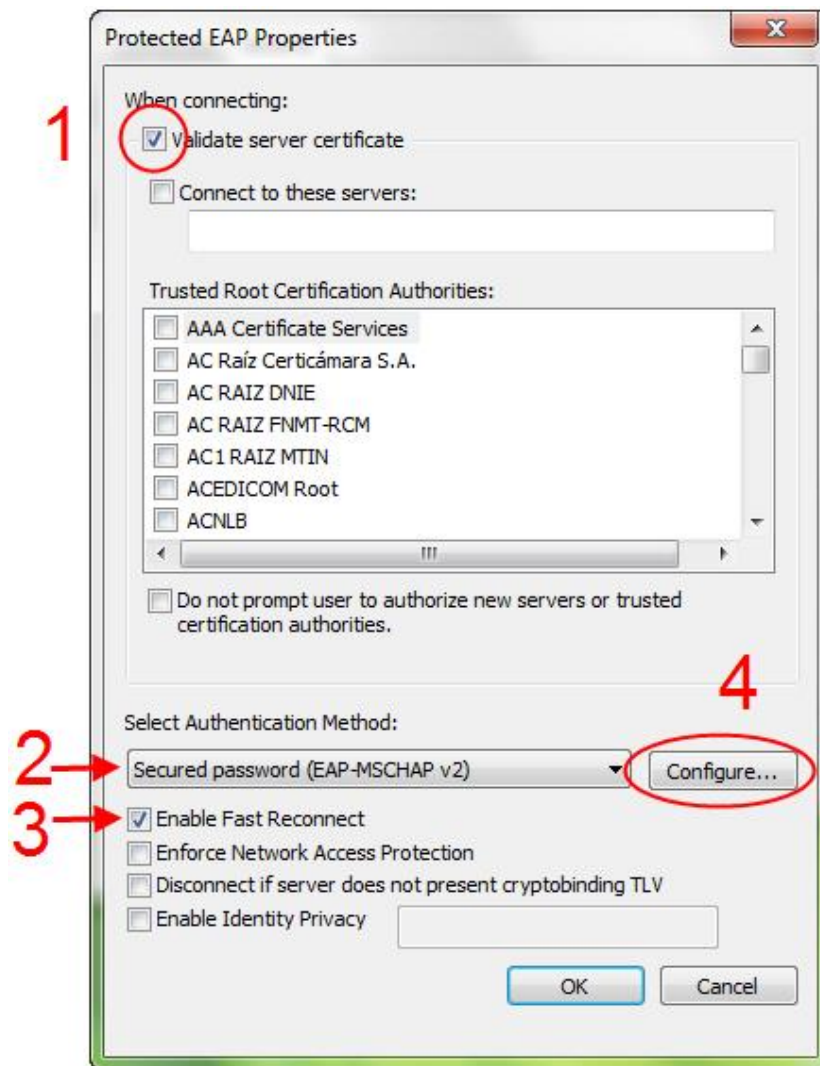 Protected EAP Properties
When connecting:
1
Validate server certificate
Connect to these servers:
Trusted Root Certification Authorities:
AAA Certificate Services
AC Raíz Certicámara S.A.
AC RAIZ DNIE
AC RAIZ FNMT-RCM
AC1 RAIZ MTIN
ACEDICOM Root
ACNLB
Do not prompt user to authorize new servers or trusted
certification authorities.
4
Select Authentication Method:
2
Secured password (EAP-MSCHAP v2)
Configure...
3
Enable Fast Reconnect
Enforce Network Access Protection
Disconnect if server does not present cryptobinding TLV
Enable Identity Privacy
OK
Cancel